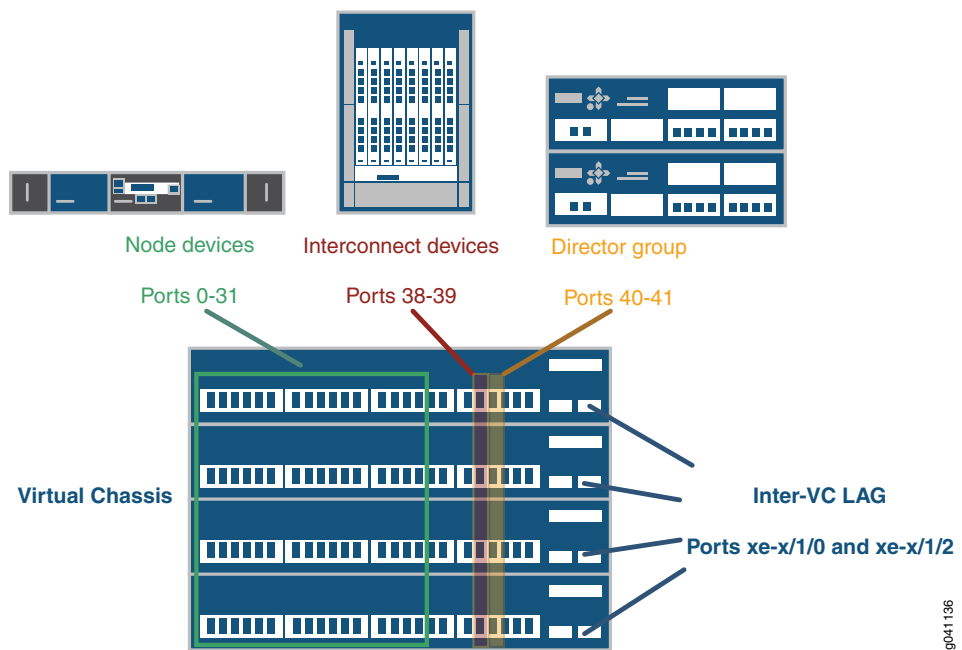 Node devices
Interconnect devices
Director group
Ports 0-31
Ports 38-39
Ports 40-41
Virtual Chassis
Inter-VC LAG
Ports xe-x/1/0 and xe-x/1/2
g041136